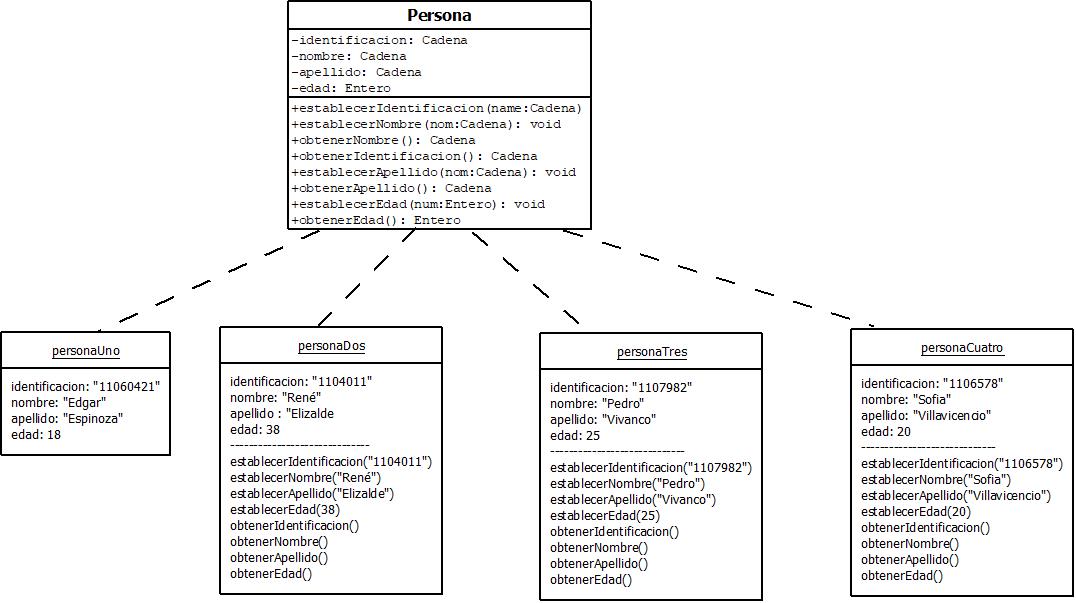 Persona
-identificacion: Cadena
-nombre: Cadena
-apellido: Cadena
-edad: Entero
+establecerIdentificacion(name:Cadena)
+establecerNombre(nom:Cadena): void
+obtenerNombre(): Cadena
+obtenerIdentificacion(): Cadena
+establecerApellido(nom:Cadena): void
+obtenerApellido(): Cadena
+establecerEdad(num:Entero): void
+obtenerEdad(): Entero
personaUno
identificacion: "11060421"
nombre: "Edgar"
apellido: "Espinoza"
edad: 18
personaDos
identificacion: "1104011"
nombre: "René"
apellido : "Elizalde
edad: 38
------------------------------
establecerIdentificacion("1104011")
establecerNombre("René")
establecerApellido("Elizalde")
establecerEdad(38)
obtenerIdentificacion()
obtenerNombre()
obtenerApellido()
obtenerEdad()
personaTres
identificacion: "1107982"
nombre: "Pedro"
apellido: "Vivanco"
edad: 25
-----------------------------
establecerIdentificacion("1107982")
establecerNombre("Pedro")
establecerApellido("Vivanco")
establecerEdad(25)
obtenerIdentificacion()
obtenerNombre()
obtenerApellido()
obtenerEdad()
personaCuatro
identificacion: "1106578"
nombre: "Sofia"
apellido: "Villavicencio"
edad: 20
-----------------------------
establecerIdentificacion("1106578")
establecerNombre("Sofia")
establecerApellido("Villavicencio")
establecerEdad(20)
obtenerIdentificacion()
obtenerNombre()
obtenerApellido()
obtenerEdad()